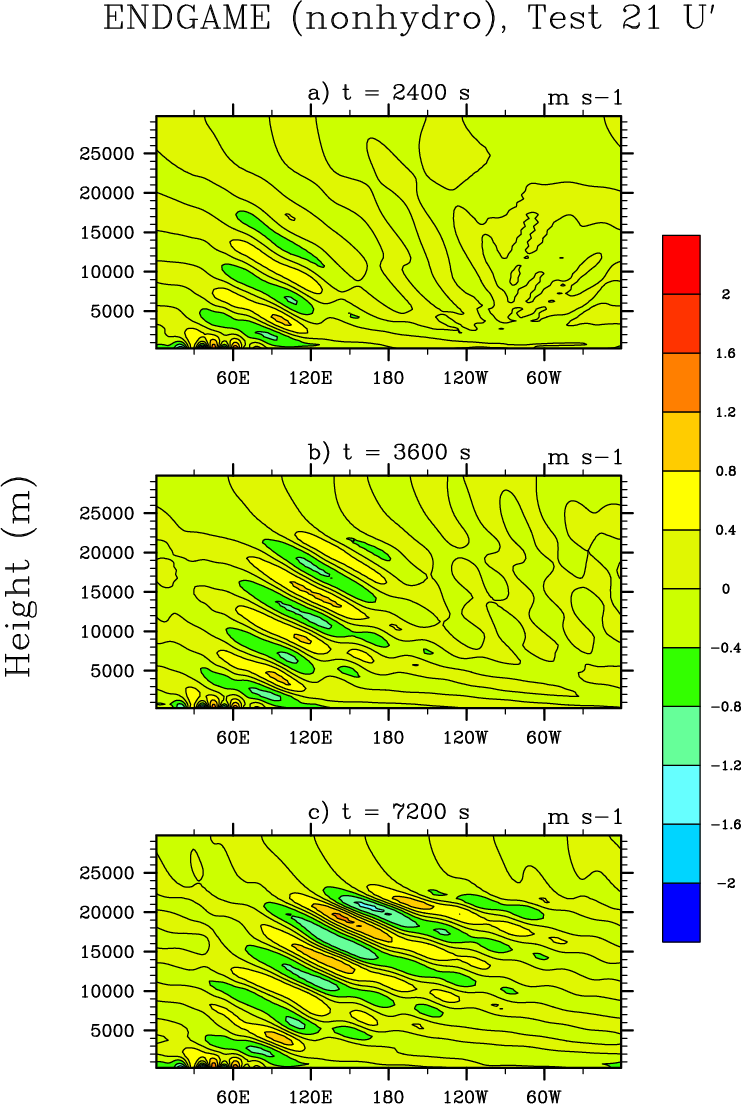 ENDGAME (nonhydro), Test 21 U'
a) t = 2400 s
m s-1
25000
20000
15000
10000
5000
60E 120E 180 120W 60W
b) t = 3600 s
m s-1
25000
20000
15000
10000
5000
60E 120E 180 120W 60W
c) t = 7200 s
m s-1
25000
20000
15000
10000
5000
60E 120E 180 120W 60W
Height (m)
2
1.6
1.2
0.8
0.4
0
-0.4
-0.8
-1.2
-1.6
-2